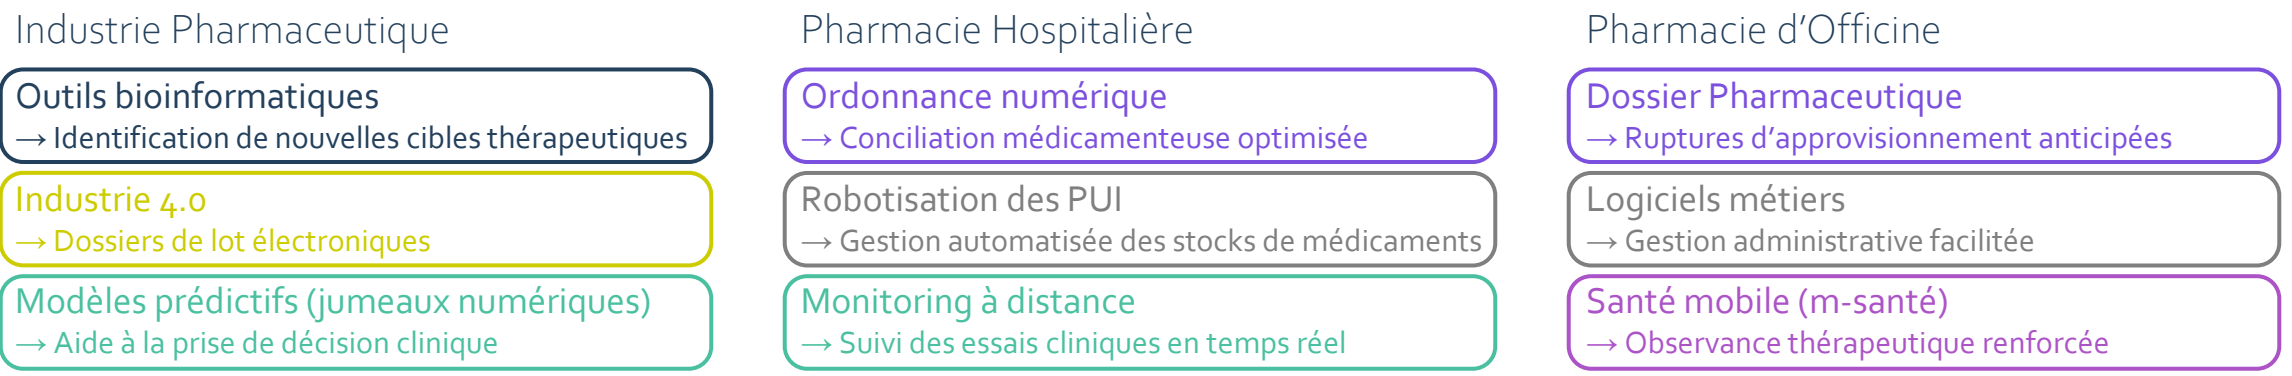 Industrie Pharmaceutique
Outils bioinformatiques
→ Identification de nouvelles cibles thérapeutiques
Industrie 4.0
→ Dossiers de lot électroniques
Modèles prédictifs (jumeaux numériques)
→ Aide à la prise de décision clinique
Pharmacie Hospitalière
Ordonnance numérique
→ Conciliation médicamenteuse optimisée
Robotisation des PUI
→ Gestion automatisée des stocks de médicaments
Monitoring à distance
→ Suivi des essais cliniques en temps réel
Pharmacie d’Officine
Dossier Pharmaceutique
→ Ruptures d’approvisionnement anticipées
Logiciels métiers
→ Gestion administrative facilitée
Santé mobile (m-santé)
→ Observance thérapeutique renforcée